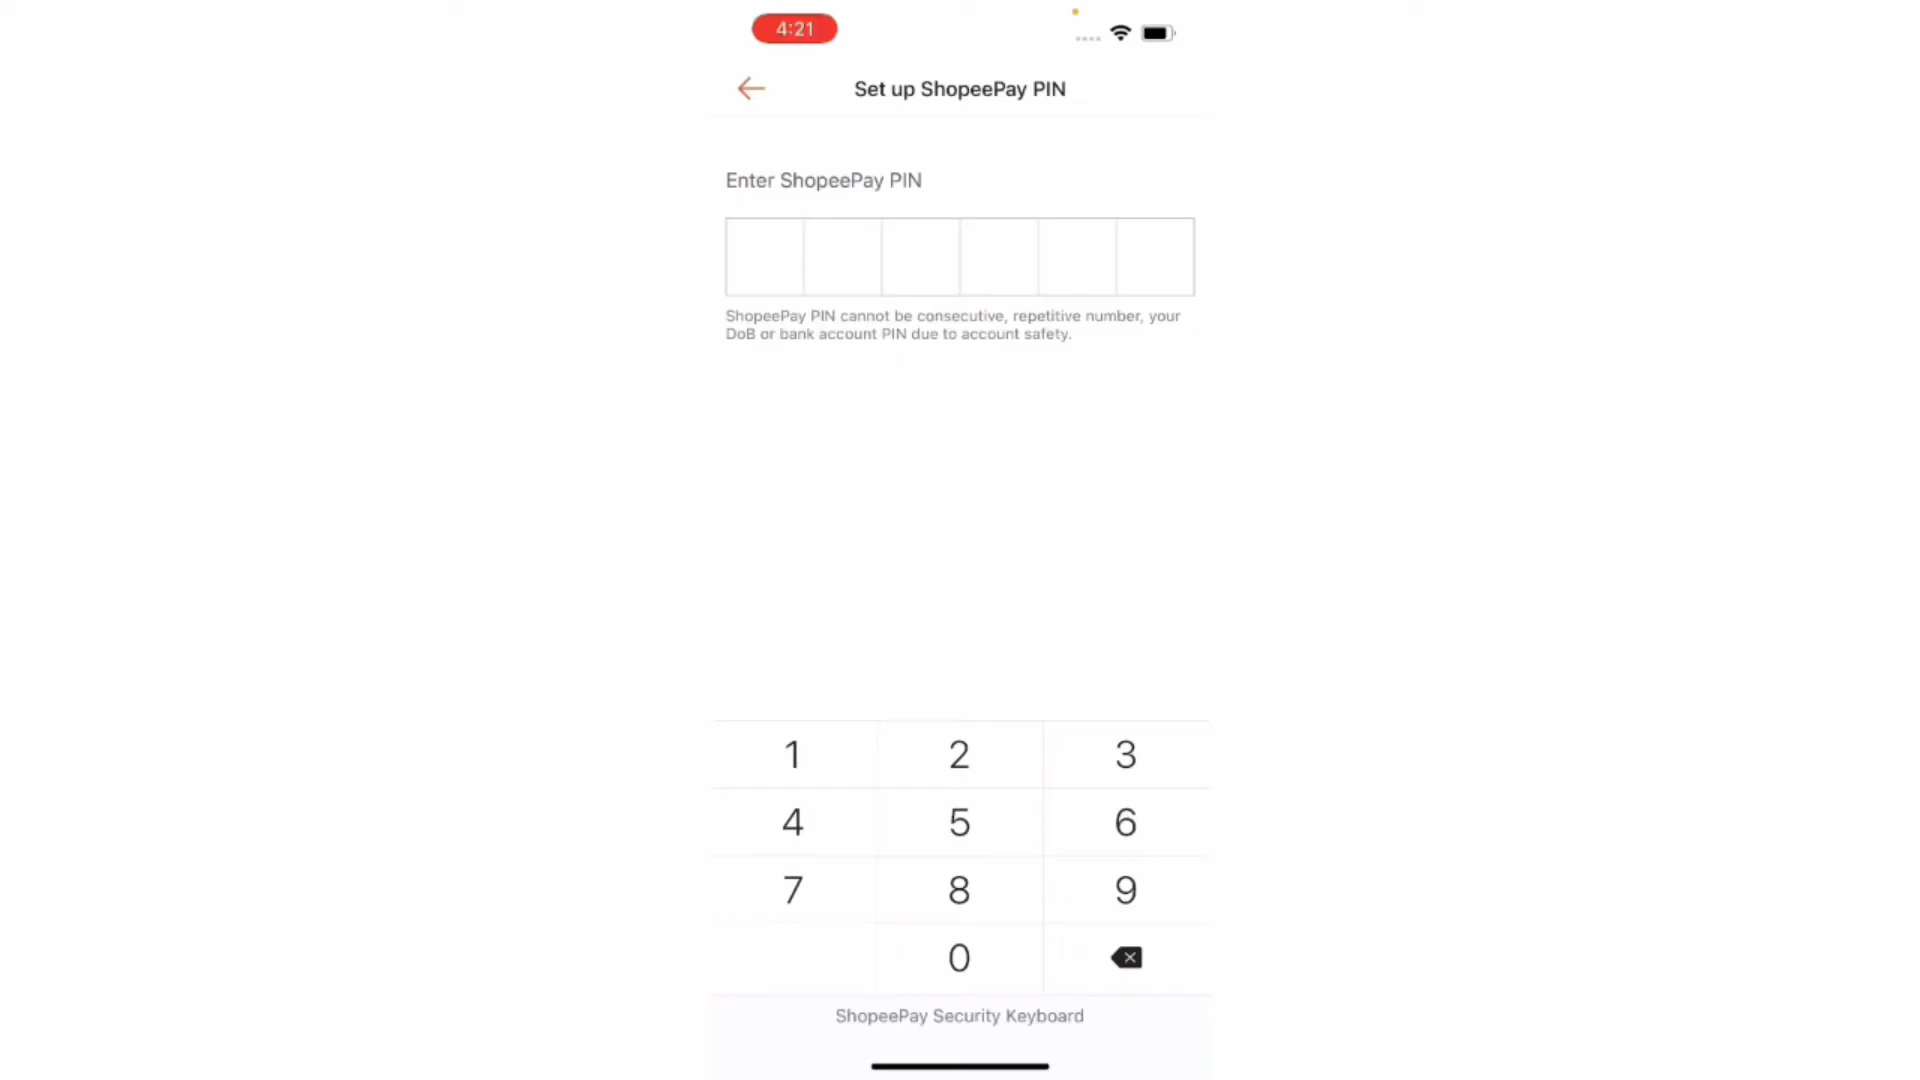 4:21
Set up ShopeePay PIN
Enter ShopeePay PIN
ShopeePay PIN cannot be consecutive, repetitive number, your
DoB or bank account PIN due to account safety.
1 2 3
4 5 6
7 8 9
0
ShopeePay Security Keyboard